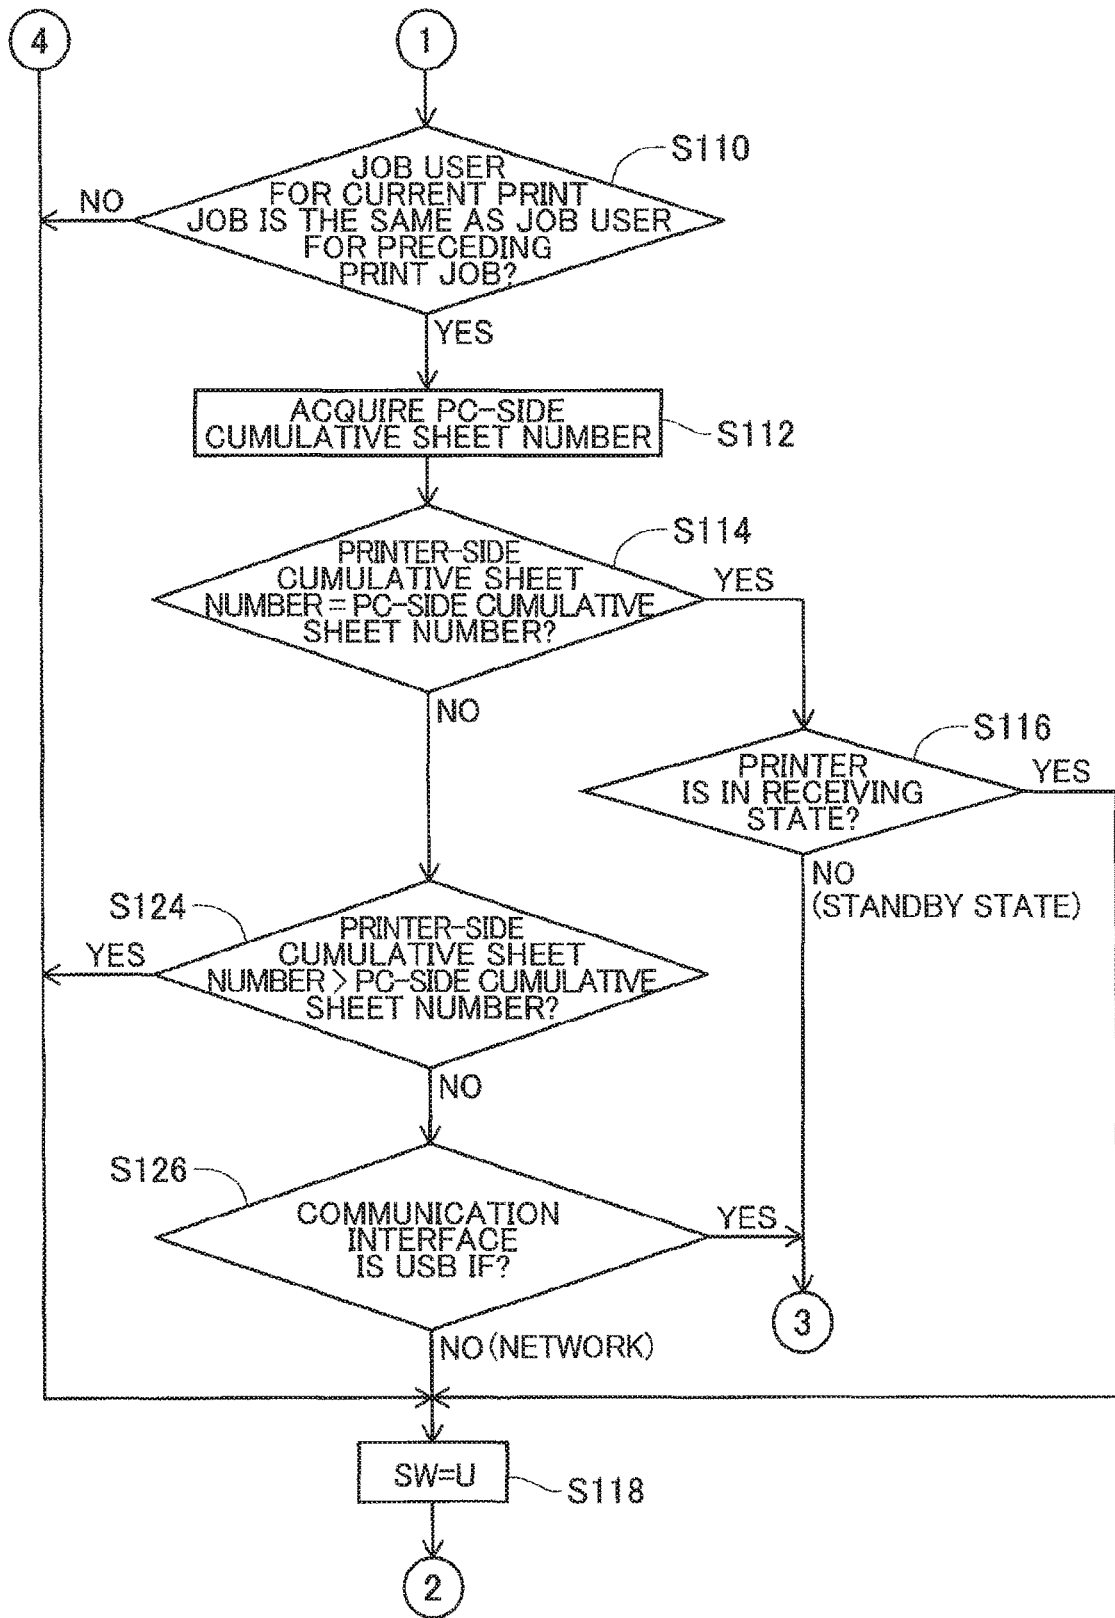 4
1
S110
JOB USER
FOR CURRENT PRINT
JOB IS THE SAME AS JOB USER
FOR PRECEDING
PRINT JOB?
NO
YES
ACQUIRE PC-SIDE
CUMULATIVE SHEET NUMBER
S112
S114
PRINTER-SIDE
CUMULATIVE SHEET
NUMBER=PC-SIDE CUMULATIVE
SHEET NUMBER?
YES
NO
S116
PRINTER
IS IN RECEIVING
STATE?
YES
NO
(STANDBY STATE)
S124
PRINTER-SIDE
CUMULATIVE SHEET
NUMBER>PC-SIDE CUMULATIVE
SHEET NUMBER?
YES
NO
S126
COMMUNICATION
INTERFACE
IS USB IF?
YES
3
NO(NETWORK)
SW=U
S118
2